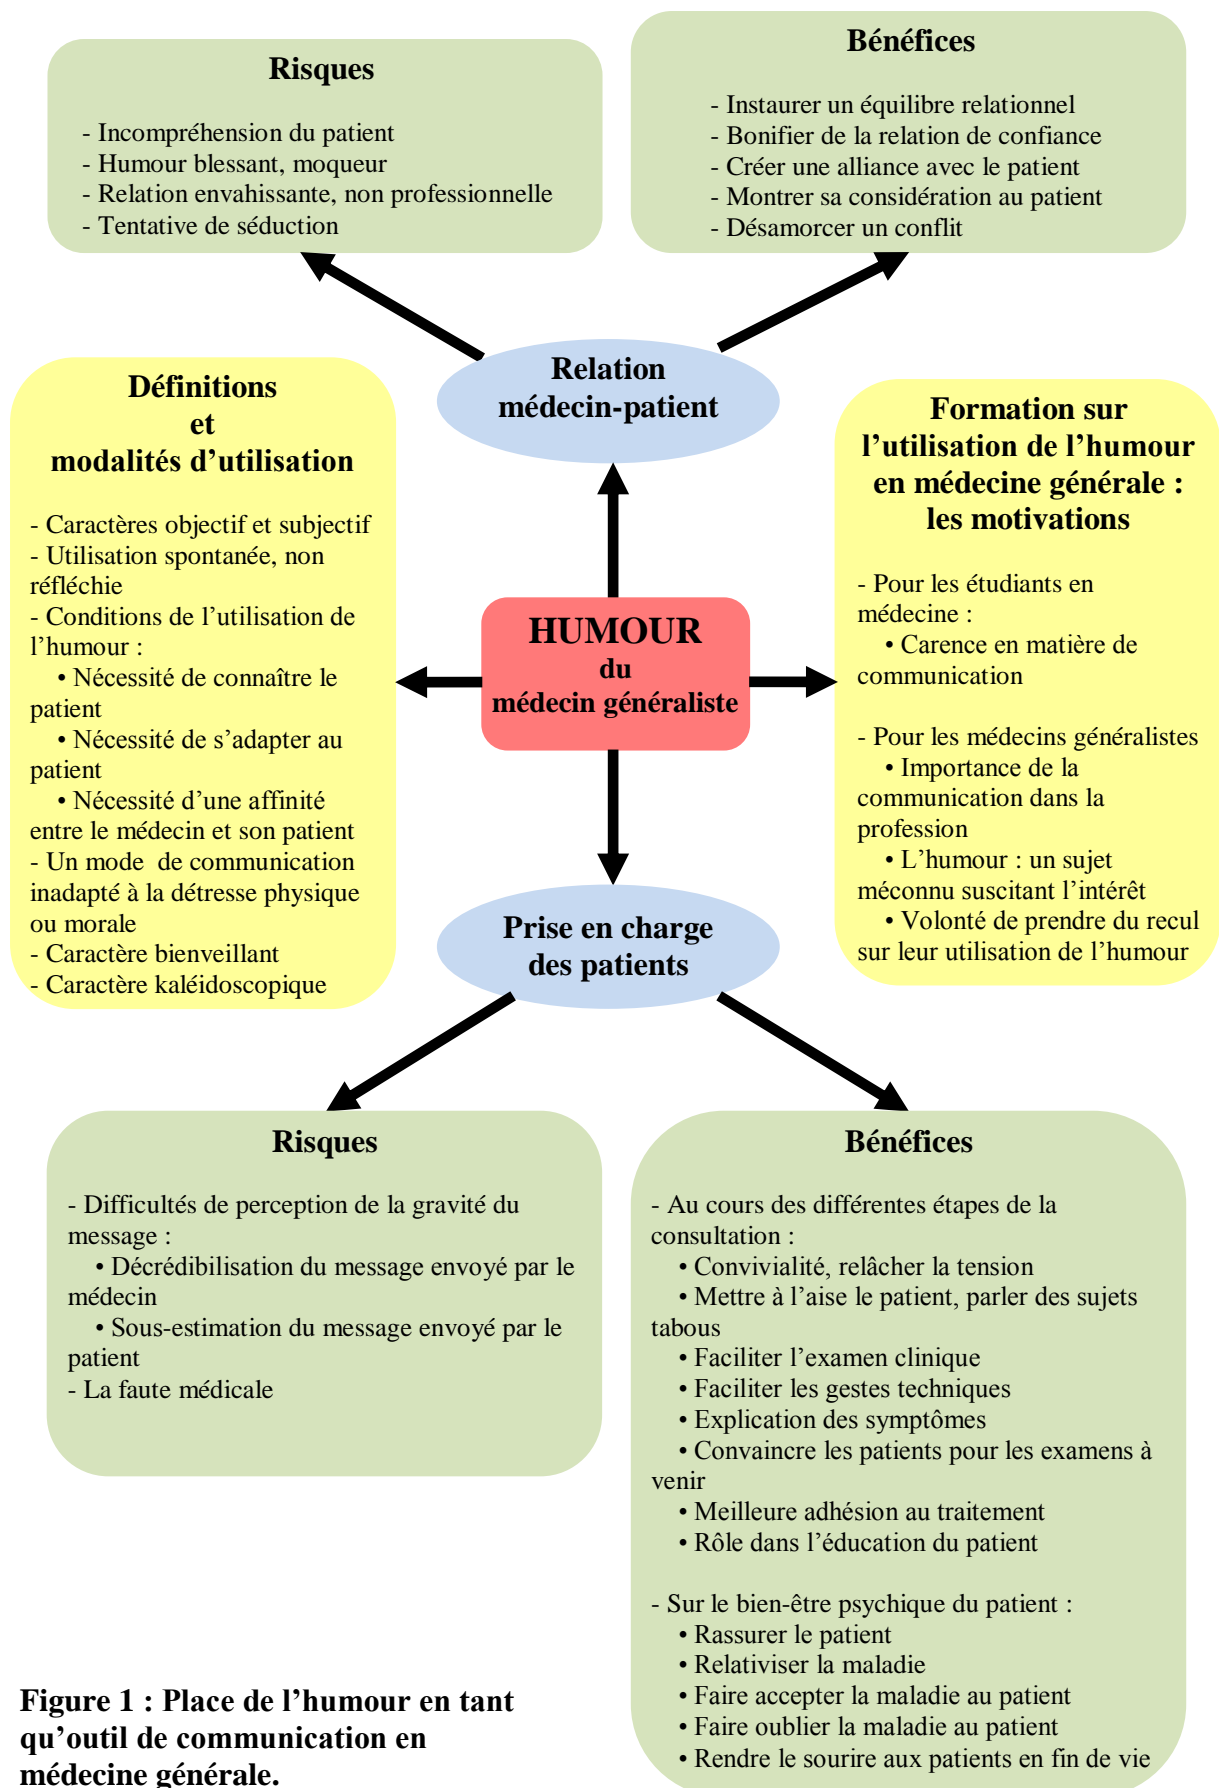 Risques
- Incompréhension du patient
- Humour blessant, moqueur
- Relation envahissante, non professionnelle
- Tentative de séduction
Bénéfices
- Instaurer un équilibre relationnel
- Bonifier de la relation de confiance
- Créer une alliance avec le patient
- Montrer sa considération au patient
- Désamorcer un conflit
Relation
médecin-patient
Définitions
et
modalités d’utilisation
- Caractères objectif et subjectif
- Utilisation spontanée, non
réfléchie
- Conditions de l’utilisation de
l’humour :
• Nécessité de connaître le
patient
• Nécessité de s’adapter au
patient
• Nécessité d’une affinité
entre le médecin et son patient
- Un mode de communication
inadapté à la détresse physique
ou morale
- Caractère bienveillant
- Caractère kaléidoscopique
HUMOUR
du
médecin généraliste
Formation sur
l’utilisation de l’humour
en médecine générale :
les motivations
- Pour les étudiants en
médecine :
• Carence en matière de
communication
- Pour les médecins généralistes
• Importance de la
communication dans la
profession
• L’humour : un sujet
méconnu suscitant l’intérêt
• Volonté de prendre du recul
sur leur utilisation de l’humour
Prise en charge
des patients
Risques
- Difficultés de perception de la gravité du
message :
• Décrédibilisation du message envoyé par le
médecin
• Sous-estimation du message envoyé par le
patient
- La faute médicale
Bénéfices
- Au cours des différentes étapes de la
consultation :
• Convivialité, relâcher la tension
• Mettre à l’aise le patient, parler des sujets
tabous
• Faciliter l’examen clinique
• Faciliter les gestes techniques
• Explication des symptômes
• Convaincre les patients pour les examens à
venir
• Meilleure adhésion au traitement
• Rôle dans l’éducation du patient
- Sur le bien-être psychique du patient :
• Rassurer le patient
• Relativiser la maladie
• Faire accepter la maladie au patient
• Faire oublier la maladie au patient
• Rendre le sourire aux patients en fin de vie
Figure 1 : Place de l’humour en tant
qu’outil de communication en
médecine générale.